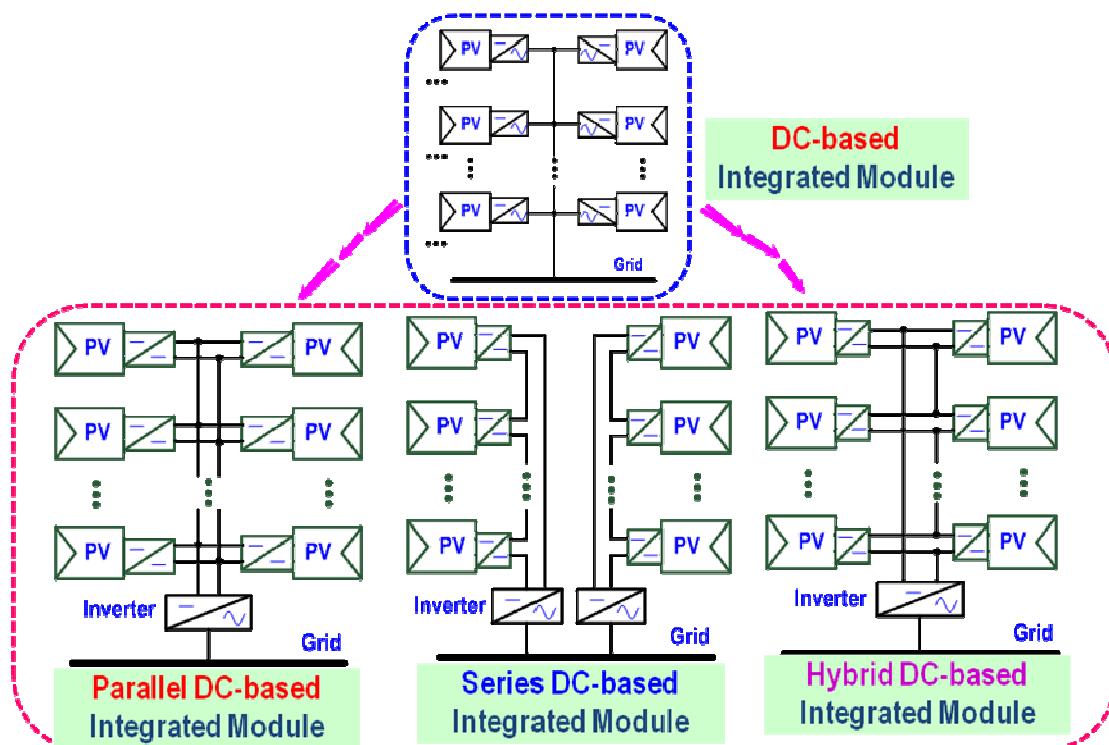 PV PV
PV PV
DC-based
Integrated Module
PV PV
Grid
PV PV PV PV PV PV
PV PV PV PV PV PV
PV PV PV PV PV PV
Inverter Inverter Inverter
Grid Grid Grid
Parallel DC-based
Integrated Module
Series DC-based
Integrated Module
Hybrid DC-based
Integrated Module